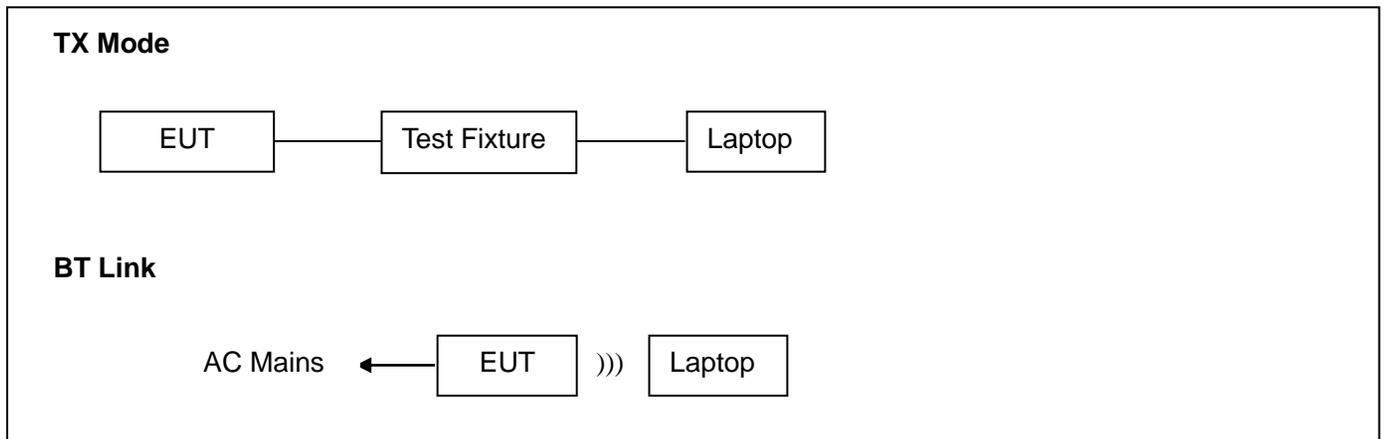 TX Mode
EUT Test Fixture Laptop
BT Link
AC Mains EUT ))) Laptop